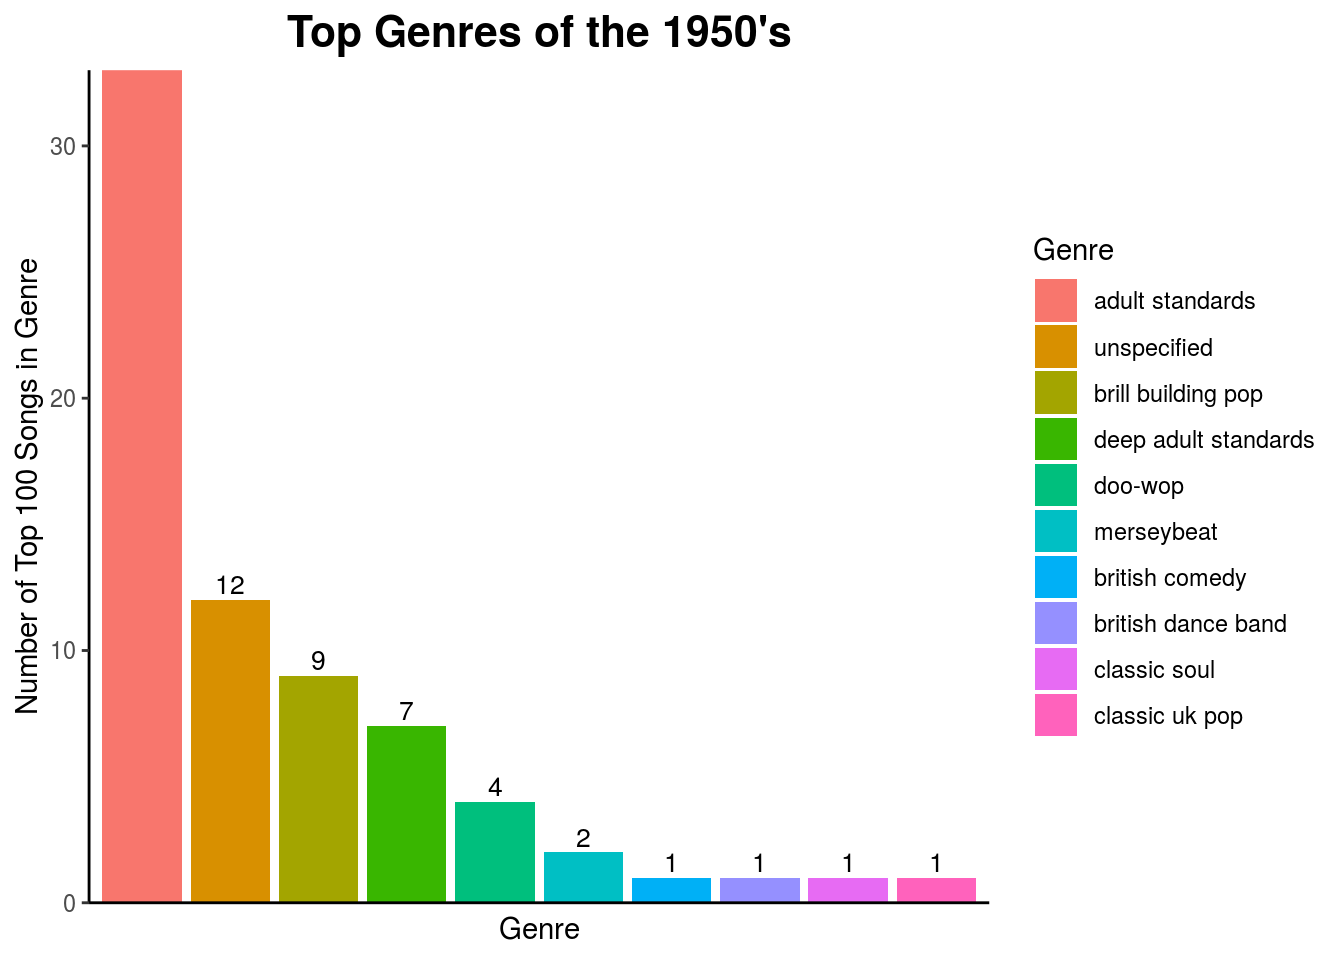 Top Genres of the 1950's
Number of Top 100 Songs in Genre
30
20
10
0
12
9
7
4
2
1
1
1
1
Genre
Genre
adult standards
unspecified
brill building pop
deep adult standards
doo-wop
merseybeat
british comedy
british dance band
classic soul
classic uk pop